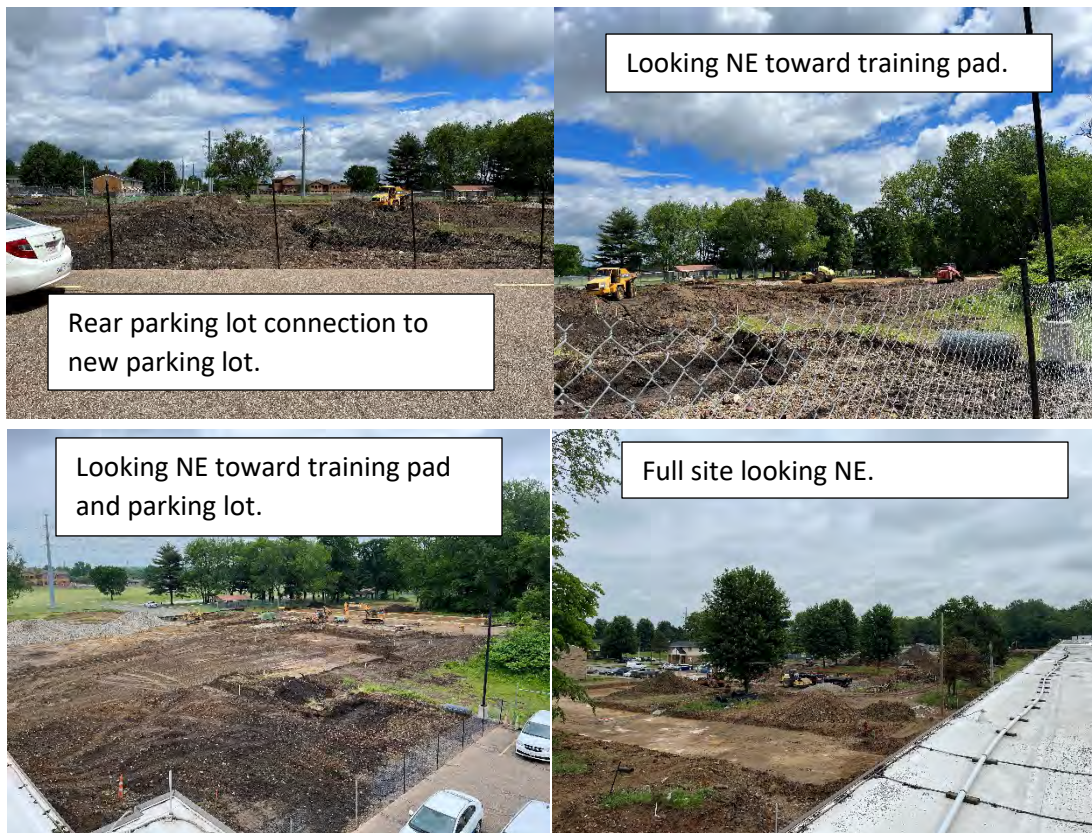 Looking NE toward training pad.
Rear parking lot connection to
new parking lot.
Looking NE toward training pad
and parking lot.
Full site looking NE.